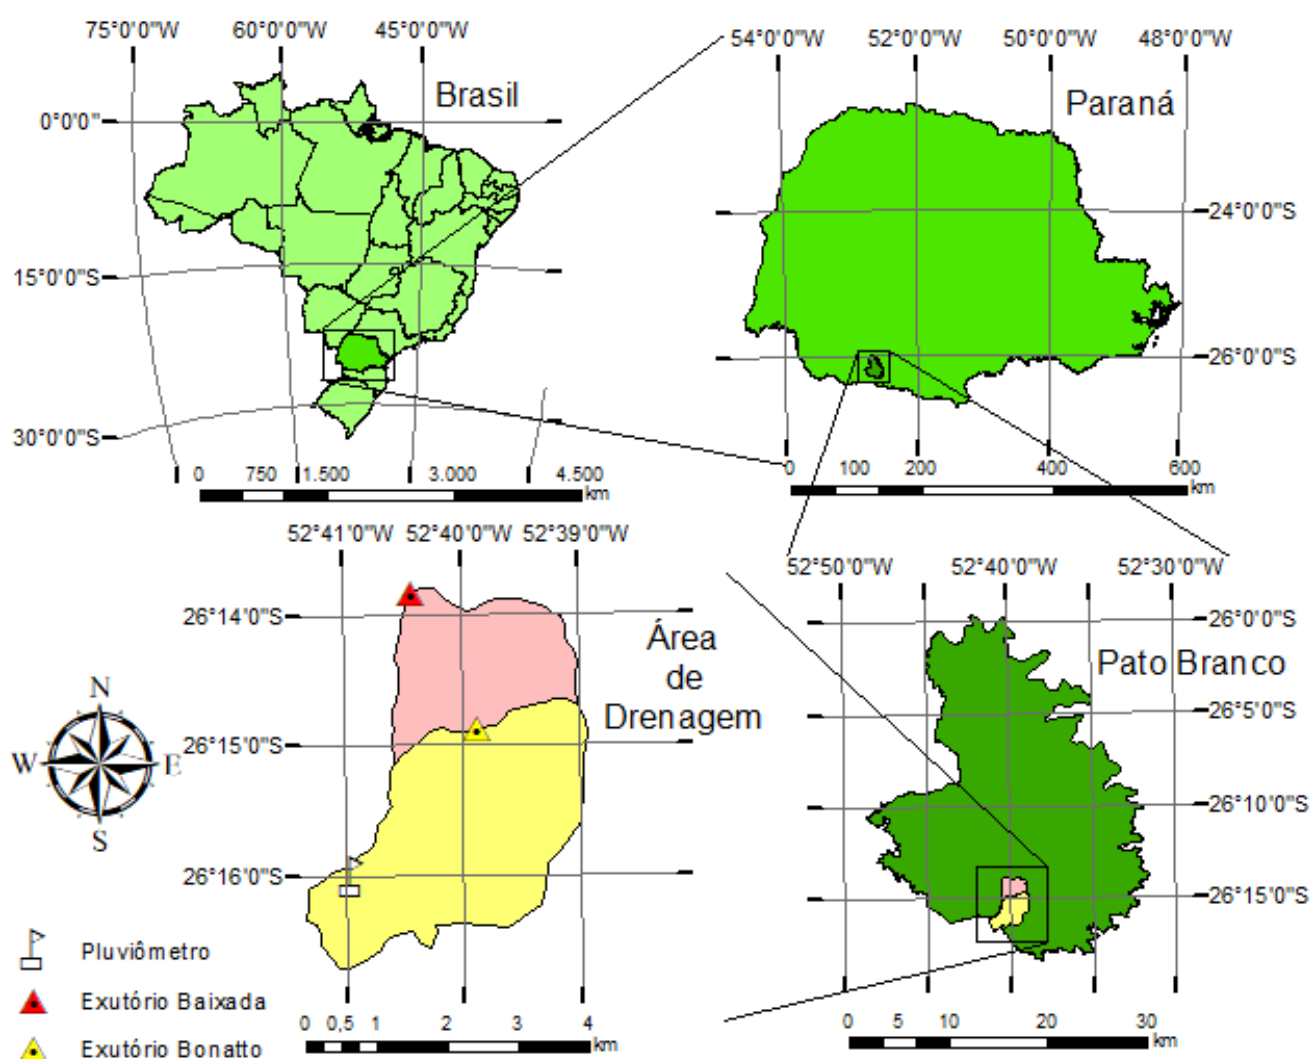 75°0'0"W 60°0'0"W 45°0'0"W
Brasil
0°0'0"
15°0'0"S
30°0'0"S
0 750 1.500 3.000 4.500
km
54°0'0"W 52°0'0"W 50°0'0"W 48°0'0"W
Paraná
24°0'0"S
26°0'0"S
0 100 200 400 600
km
52°41'0"W 52°40'0"W 52°39'0"W
26°14'0"S
Área
de
Drenagem
26°15'0"S
26°16'0"S
0 0,5 1 2 3 4
km
52°50'0"W 52°40'0"W 52°30'0"W
26°0'0"S
Pato Branco
26°5'0"S
26°10'0"S
26°15'0"S
0 5 10 20 30
km
N
W E
S
Pluviômetro
Exutório Baixada
Exutório Bonatto